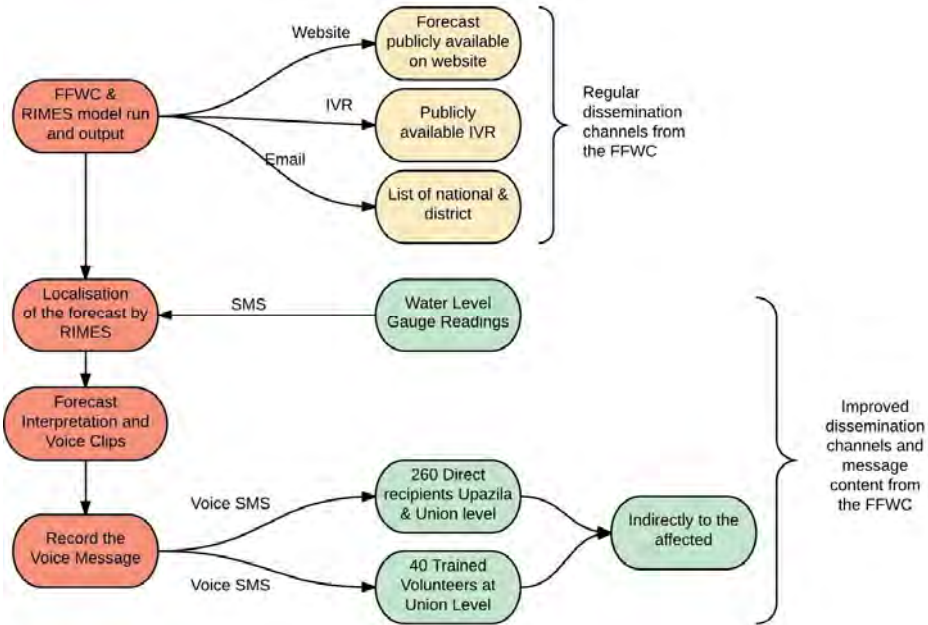 Website
Forecast
publicly available
on website
FFWC &
RIMES model run
and output
IVR
Publicly
available IVR
Email
List of national &
district
Regular
dissemination
channels from
the FFWC
Localisation
of the forecast by
RIMES
SMS
Water Level
Gauge Readings
Forecast
Interpretation and
Voice Clips
Record the
Voice Message
Voice SMS
260 Direct
recipients Upazila
& Union level
Voice SMS
40 Trained
Volunteers at
Union Level
Indirectly to the
affected
Improved
dissemination
channels and
message
content from
the FFWC